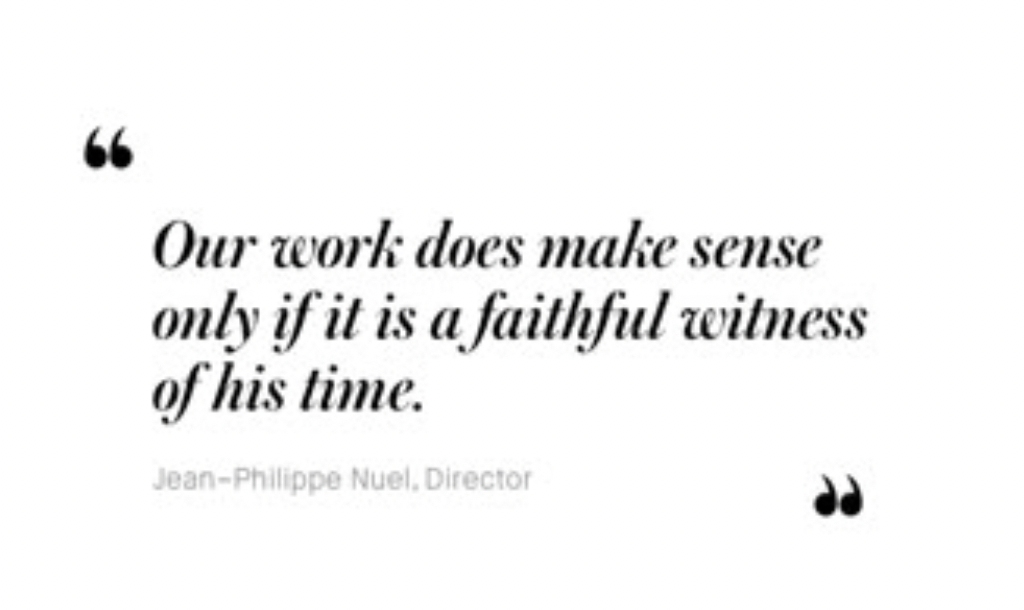 “
Our work does make sense
only if it is a faithful witness
of his time.
Jean-Philippe Nuel, Director
”